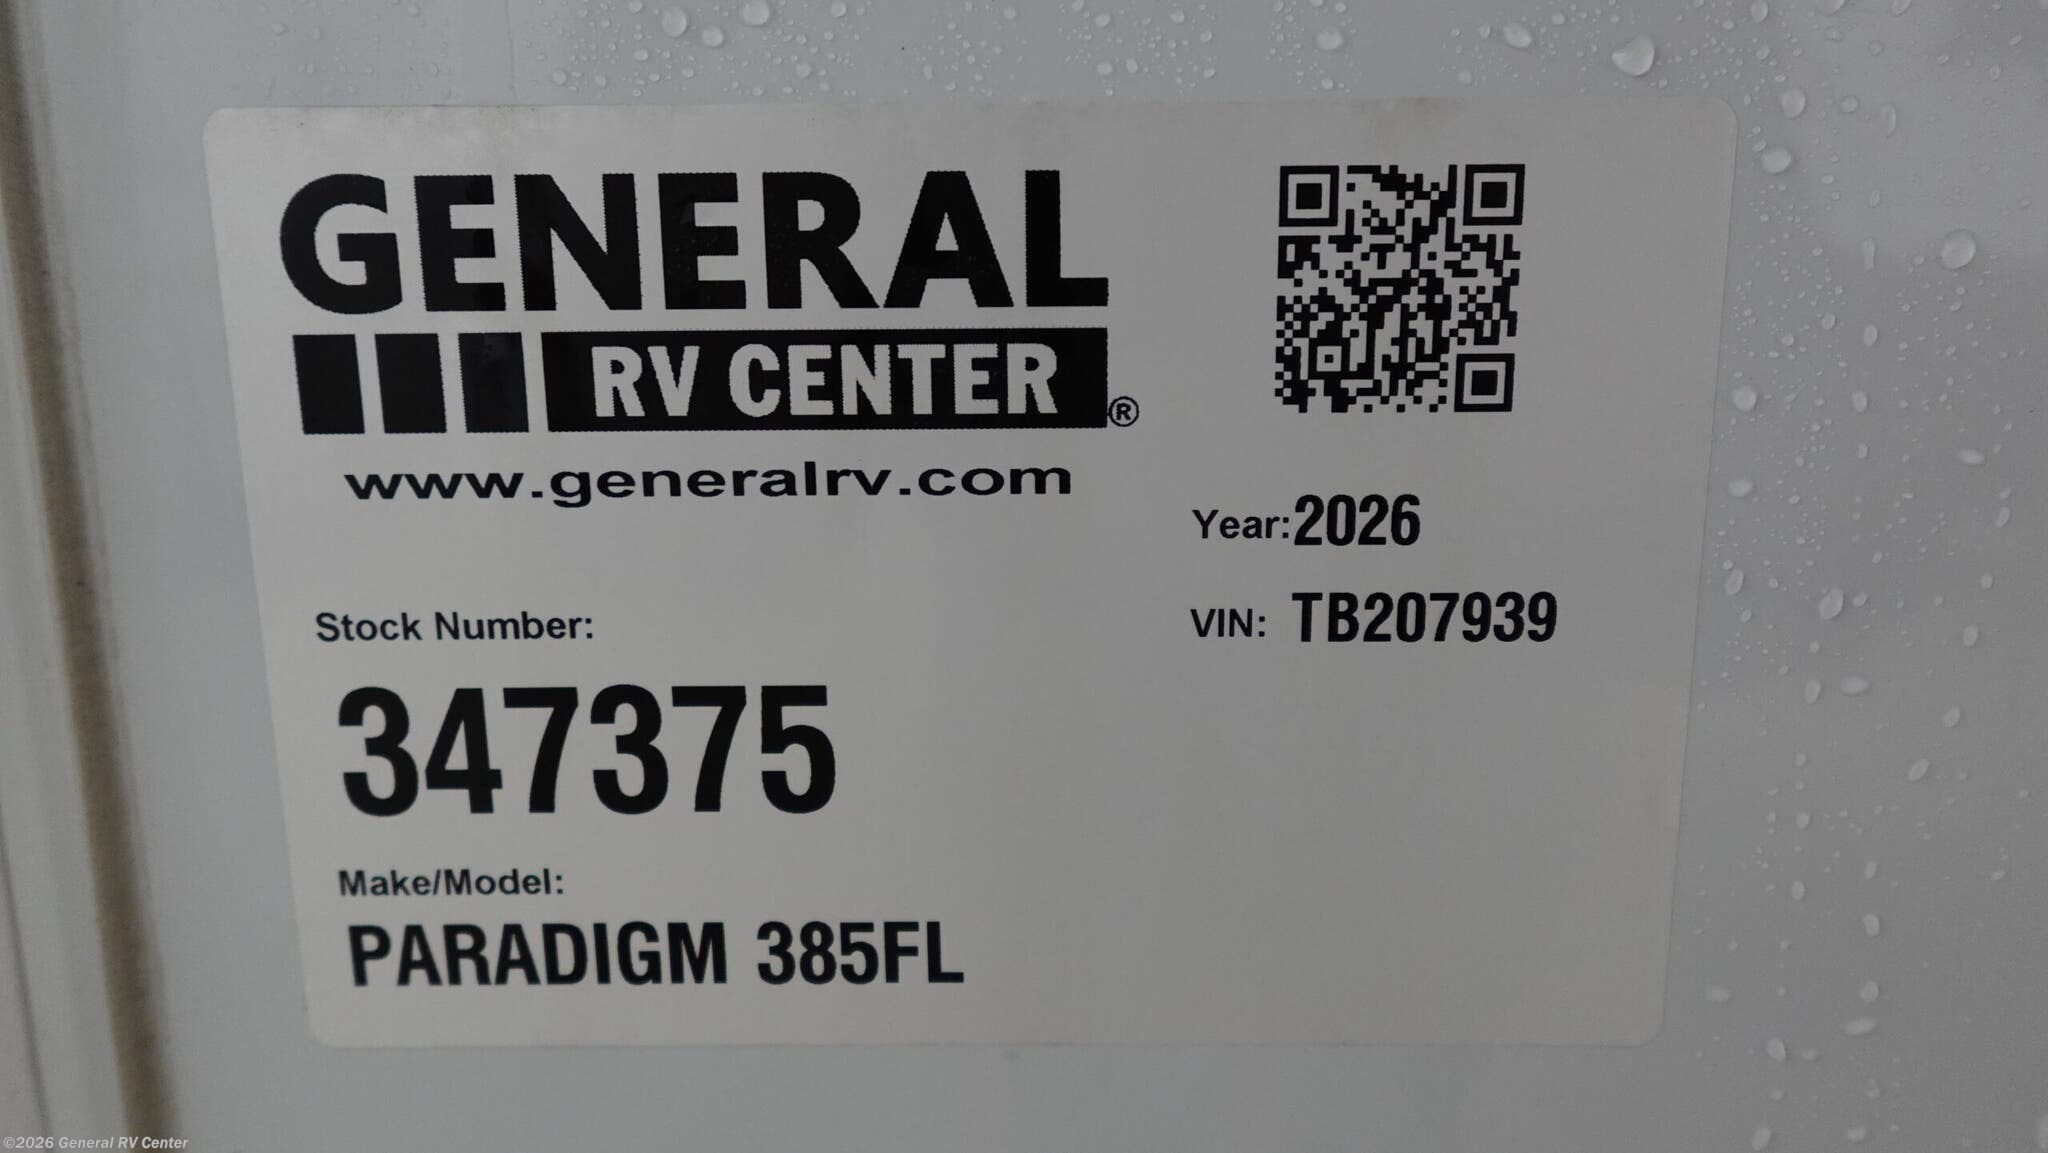 GENERAL
RV CENTER®
www.generalrv.com
Year:2026
VIN: TB207939
Stock Number:
347375
Make/Model:
PARADIGM 385FL
©2026 General RV Center